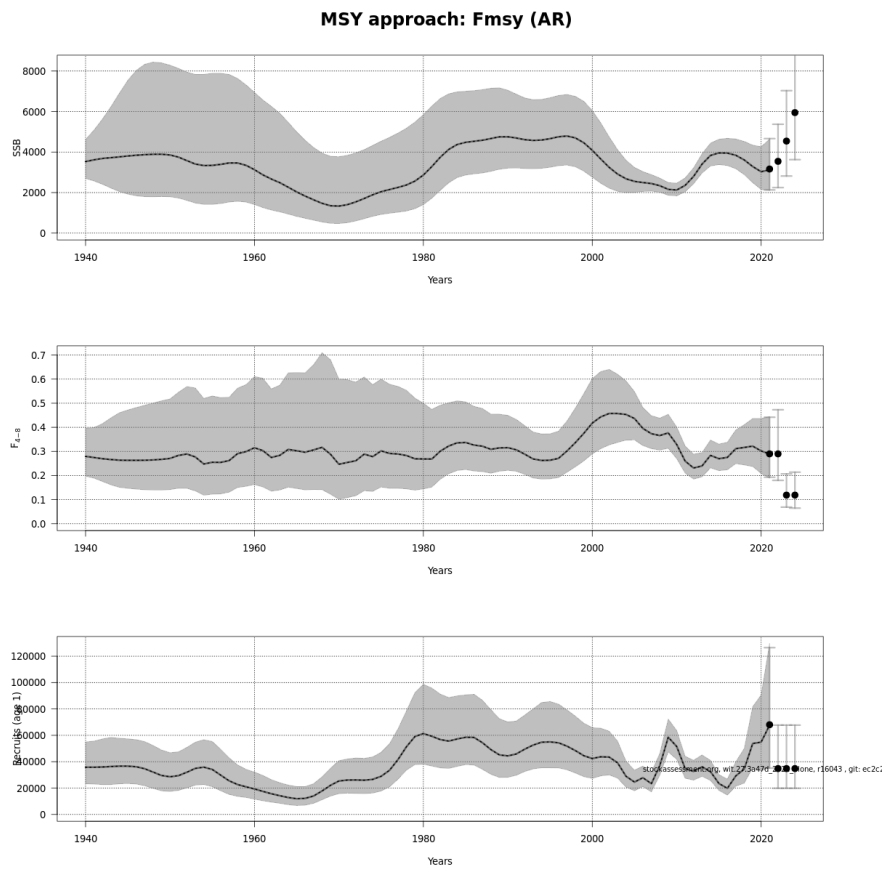 MSY approach: Fmsy (AR)
8000
6000
4000
2000
0
SSB
1940 1960 1980 2000 2020
Years
0.7
0.6
0.5
0.4
0.3
0.2
0.1
0.0
F4−8
1940 1960 1980 2000 2020
Years
120000
100000
80000
60000
40000
20000
0
Recruits (age 1)
stockassessment.org, r16043 , git: ec2c2
1940 1960 1980 2000 2020
Years